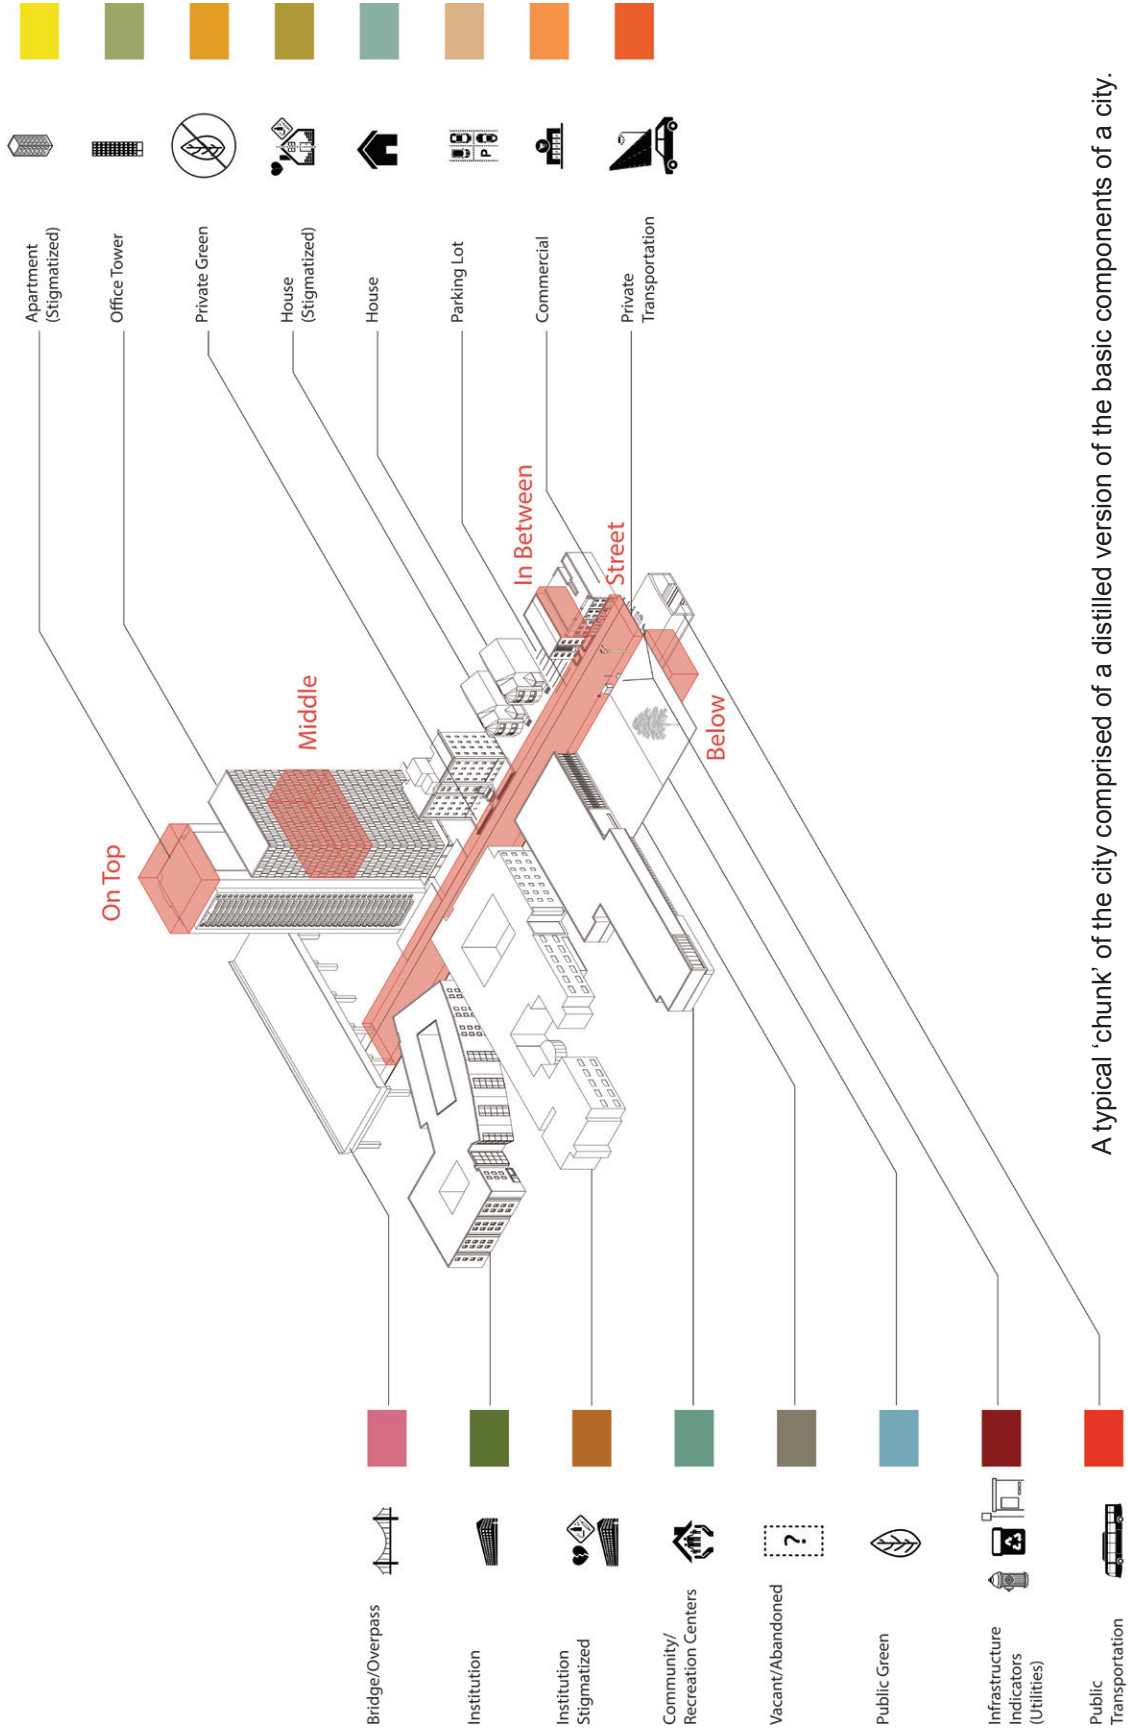 Apartment
(Stigmatized)
Office Tower
Private Green
House
(Stigmatized)
House
Parking Lot
Commercial
Private
Transportation
P
On Top
Middle
In Between
Street
Below
Bridge/Overpass
Institution
Institution
Stigmatized
Community/
Recreation Centers
Vacant/Abandoned
?
Public Green
Infrastructure
Indicators
(Utilities)
Public
Transportation
A typical ‘chunk’ of the city comprised of a distilled version of the basic components of a city.